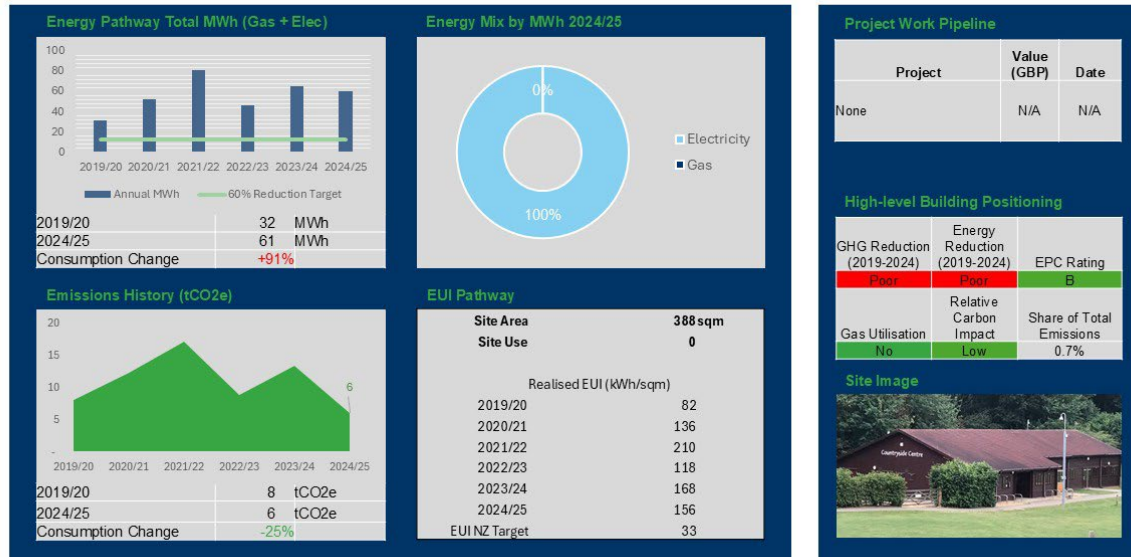 Energy Pathway Total MWh (Gas + Elec)
100
80
60
40
20
0
2019/20 2020/21 2021/22 2022/23 2023/24 2024/25
Annual MWh 60% Reduction Target
2019/20 32 MWh
2024/25 61 MWh
Consumption Change +91%
Energy Mix by MWh 2024/25
0%
100%
Electricity
Gas
Emissions History (tCO2e)
20
15
10
5
-
6
2019/20 2020/21 2021/22 2022/23 2023/24 2024/25
2019/20 8 tCO2e
2024/25 6 tCO2e
Consumption Change -25%
EUI Pathway
Site Area 388 sqm
Site Use 0
Realised EUI (kWh/sqm)
2019/20 82
2020/21 136
2021/22 210
2022/23 118
2023/24 168
2024/25 156
EUI NZ Target 33
Project Work Pipeline
Project Value (GBP) Date
None N/A N/A
High-level Building Positioning
GHG Reduction (2019-2024) Energy Reduction (2019-2024) EPC Rating
Poor Poor B
Gas Utilisation Relative Carbon Impact Share of Total Emissions
No Low 0.7%
Site Image
Countryside Centre